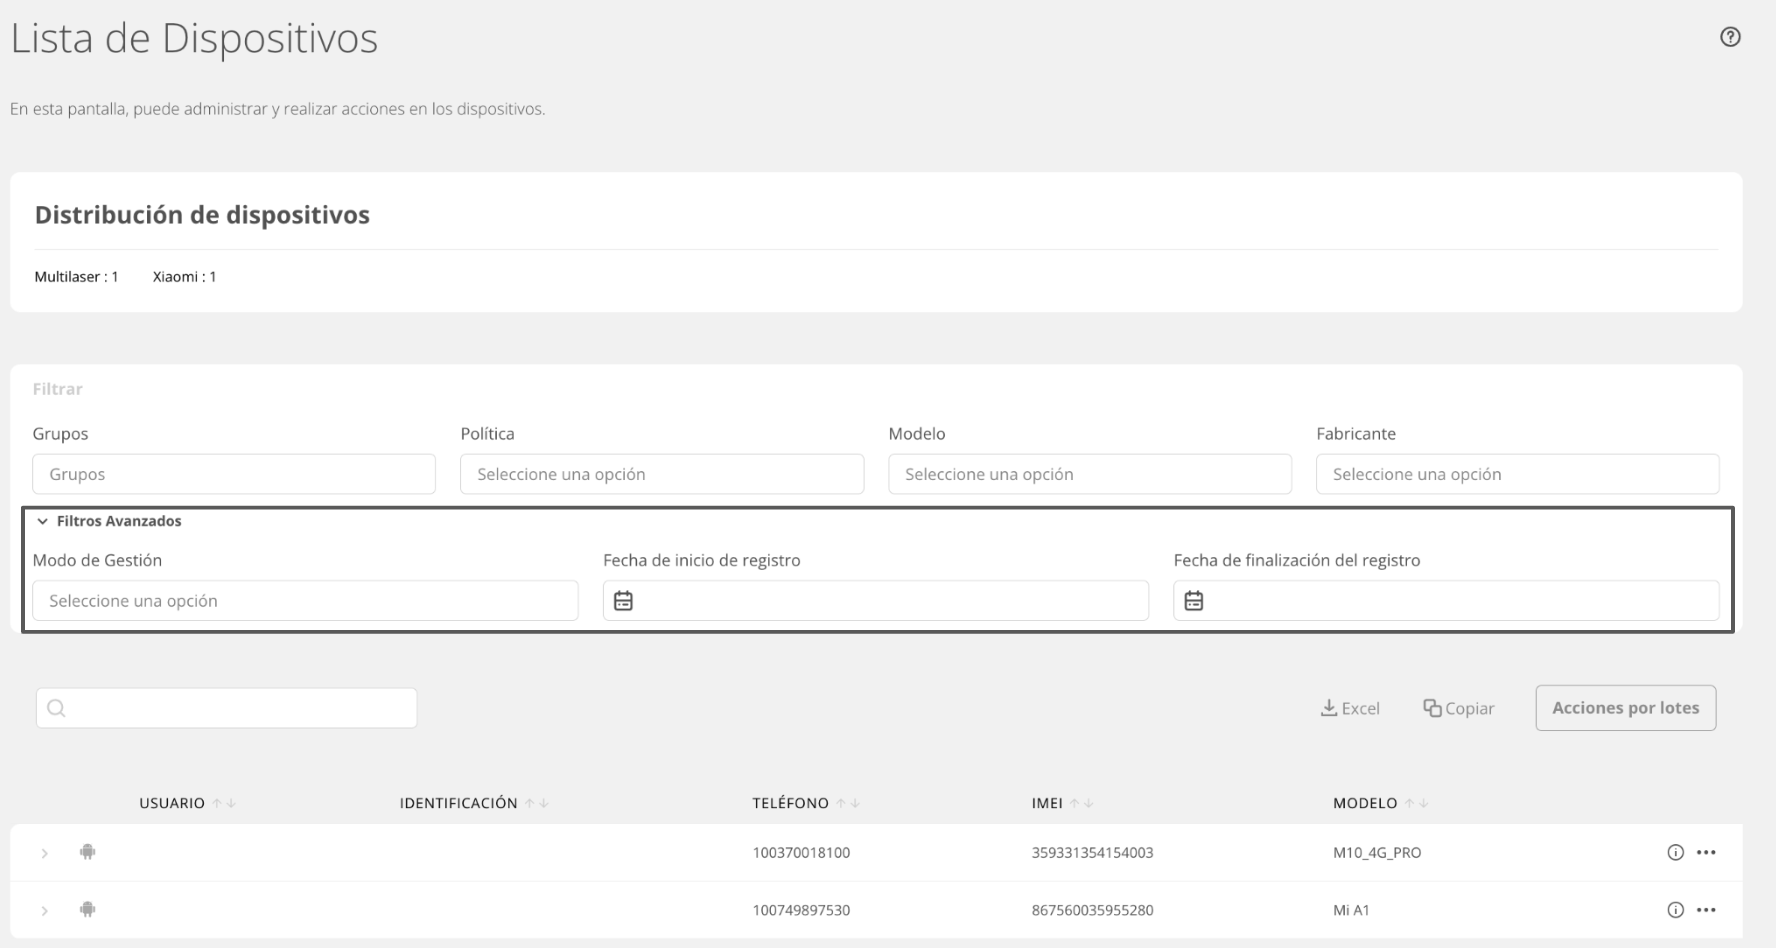 Lista de Dispositivos
En esta pantalla, puede administrar y realizar acciones en los dispositivos.
Distribución de dispositivos
Multilaser : 1 Xiaomi : 1
Filtrar
Grupos Política Modelo Fabricante
Grupos Seleccione una opción Seleccione una opción Seleccione una opción
Filtros Avanzados
Modo de Gestión Fecha de inicio de registro Fecha de finalización del registro
Seleccione una opción
Excel Copiar Acciones por lotes
USUARIO IDENTIFICACIÓN TELÉFONO IMEI MODELO
100370018100 359331354154003 M10_4G_PRO
100749897530 867560035955280 Mi A1